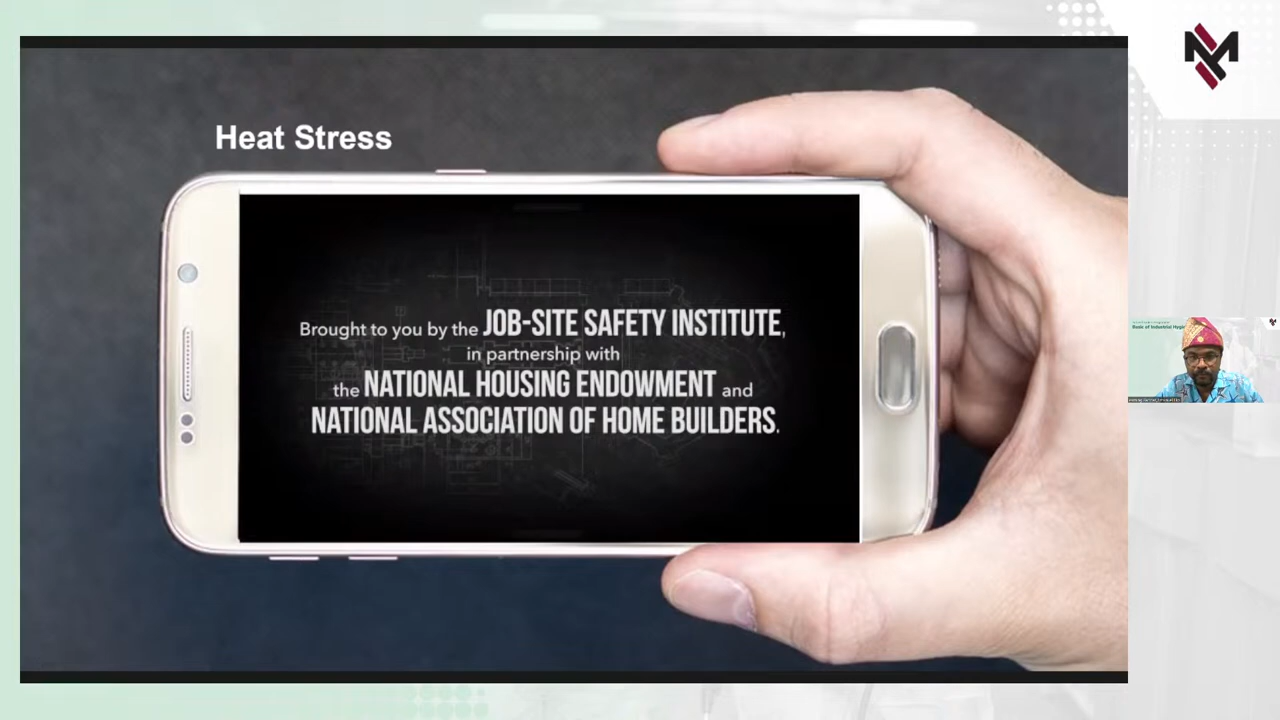 Heat Stress
Brought to you by the JOB-SITE SAFETY INSTITUTE,
in partnership with
the NATIONAL HOUSING ENDOWMENT and
NATIONAL ASSOCIATION OF HOME BUILDERS.